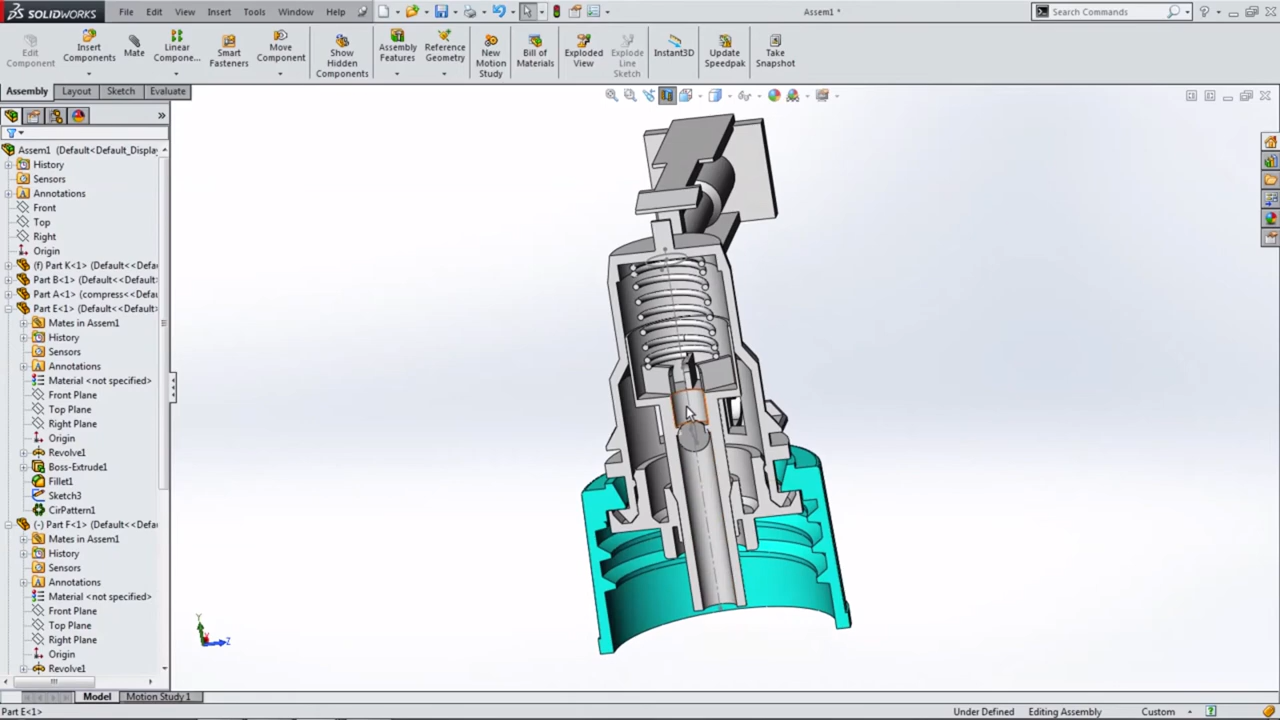 SOLIDWORKS File Edit View Insert Tools Window Help Assem1 * Search Commands
Edit Component
Insert Components
Mate
Linear Compone...
Smart Fasteners
Move Component
Show Hidden Components
Assembly Features
Reference Geometry
New Motion Study
Bill of Materials
Exploded View
Explode Line Sketch
Instant3D
Update Speedpak
Take Snapshot
Assembly Layout Sketch Evaluate
Assem1 (Default<Default_Display
History
Sensors
Annotations
Front
Top
Right
Origin
(f) Part K<1> (Default<<Defau
Part B<1> (Default<<Default
Part A<1> (compress<<Defau
Part E<1> (Default<<Default>
Mates in Assem1
History
Sensors
Annotations
Material <not specified>
Front Plane
Top Plane
Right Plane
Origin
Revolve1
Boss-Extrude1
Fillet1
Sketch3
CirPattern1
(-) Part F<1> (Default<<Defa
Mates in Assem1
History
Sensors
Annotations
Material <not specified>
Front Plane
Top Plane
Right Plane
Origin
Revolve1
Y
Z
Model Motion Study 1
Part E<1> Under Defined Editing Assembly Custom